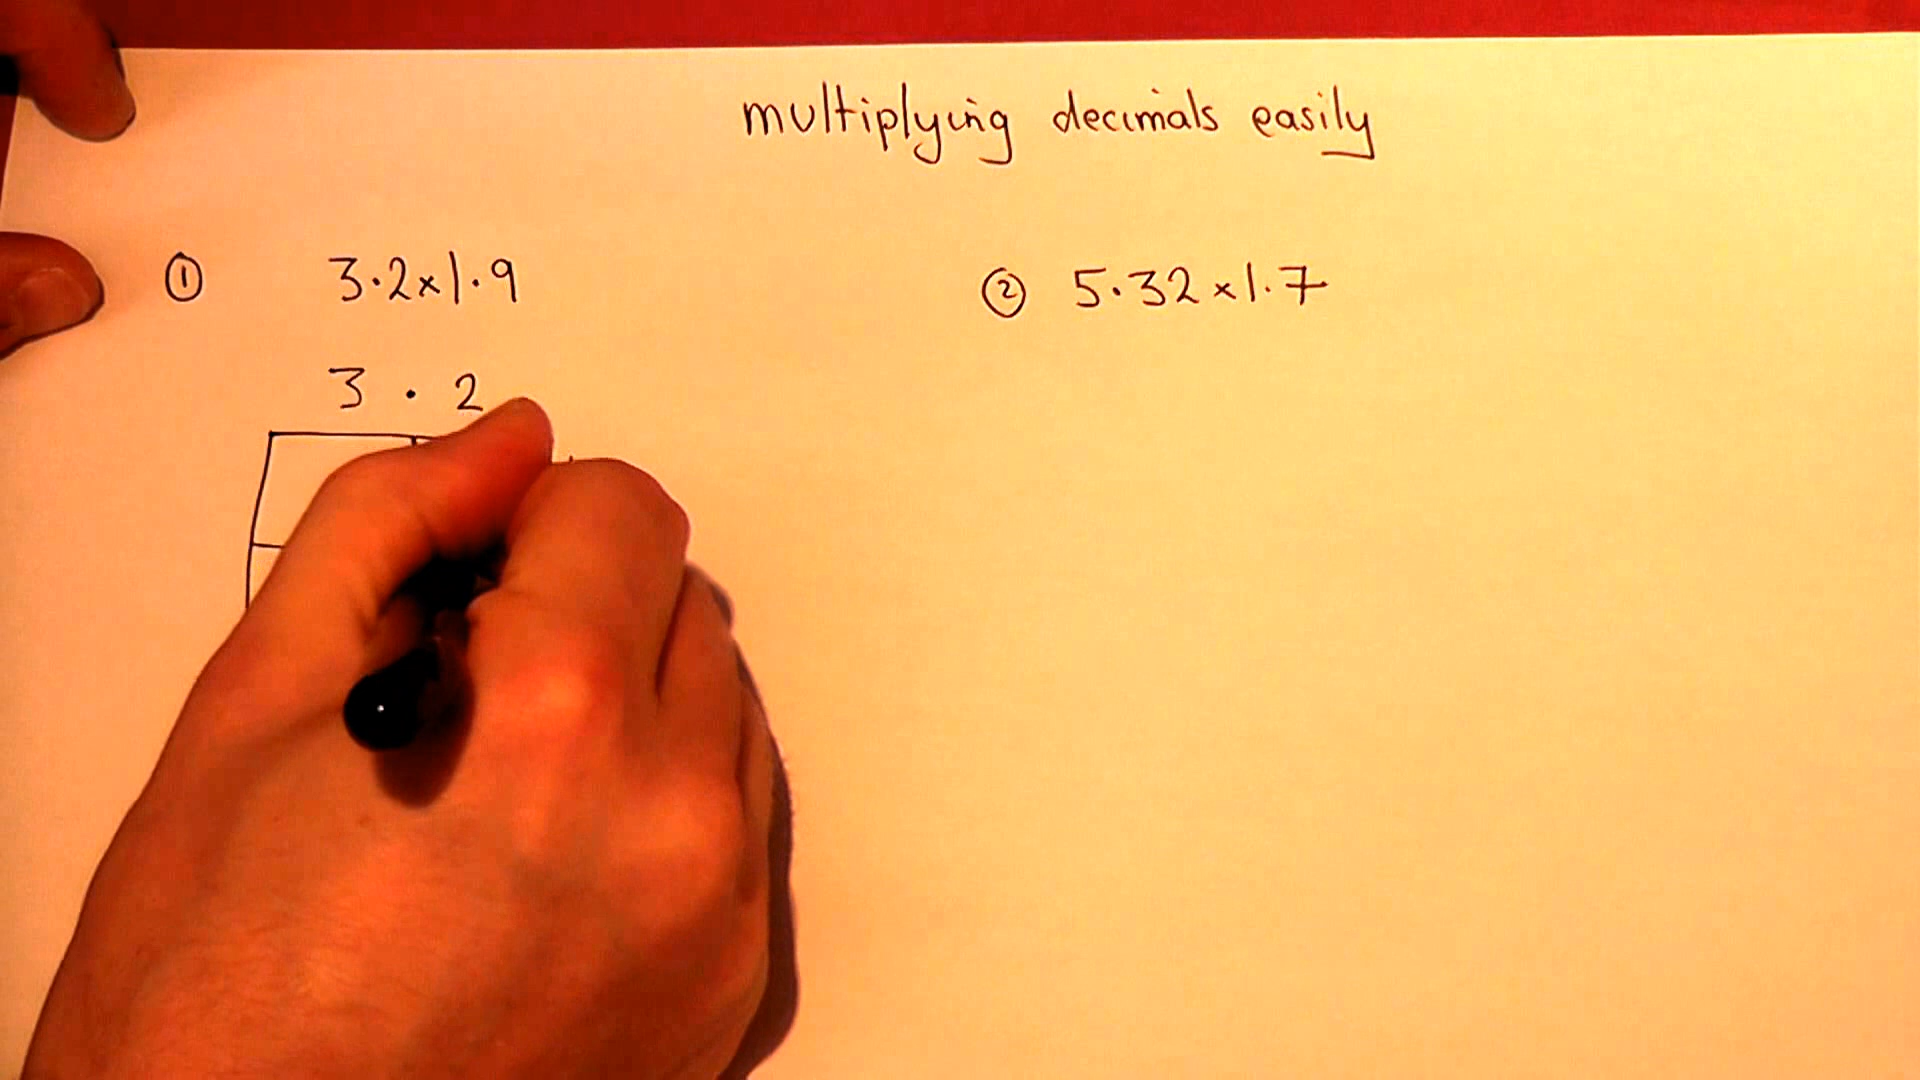 multiplying decimals easily
① 3.2×1.9
② 5.32×1.7
3 . 2